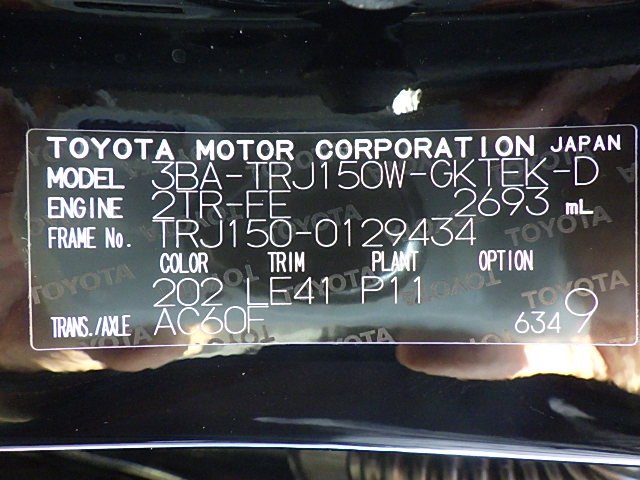 TOYOTA MOTOR CORPORATION JAPAN
MODEL 3BA-TRJ150W-GKTEK-D
ENGINE 2TR-FE 2693 mL
FRAME No. TRJ150-0129434
COLOR TRIM PLANT OPTION
202 LE41 P11
TRANS./AXLE AC60F 634 9